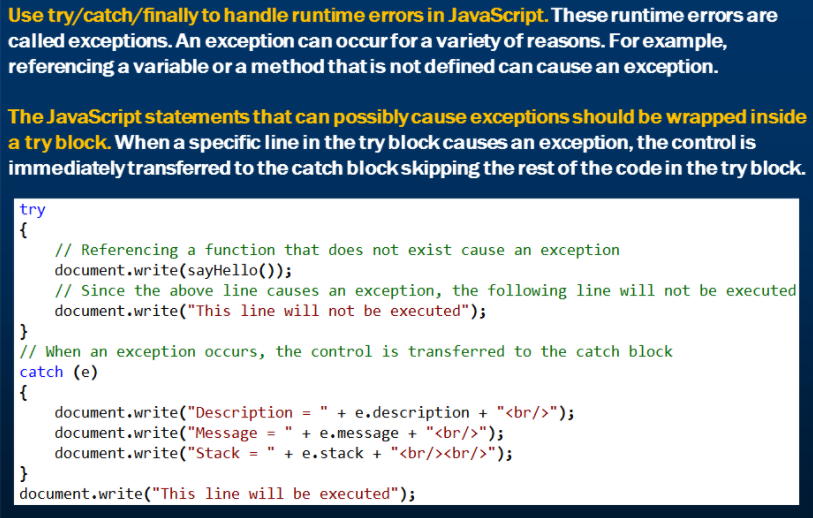 Use try/catch/finally to handle runtime errors in JavaScript. These runtime errors are
called exceptions. An exception can occur for a variety of reasons. For example,
referencing a variable or a method that is not defined can cause an exception.
The JavaScript statements that can possibly cause exceptions should be wrapped inside
a try block. When a specific line in the try block causes an exception, the control is
immediately transferred to the catch block skipping the rest of the code in the try block.
try
{
    // Referencing a function that does not exist cause an exception
    document.write(sayHello());
    // Since the above line causes an exception, the following line will not be executed
    document.write("This line will not be executed");
}
// When an exception occurs, the control is transferred to the catch block
catch (e)
{
    document.write("Description = " + e.description + "<br/>");
    document.write("Message = " + e.message + "<br/>");
    document.write("Stack = " + e.stack + "<br/><br/>");
}
document.write("This line will be executed");